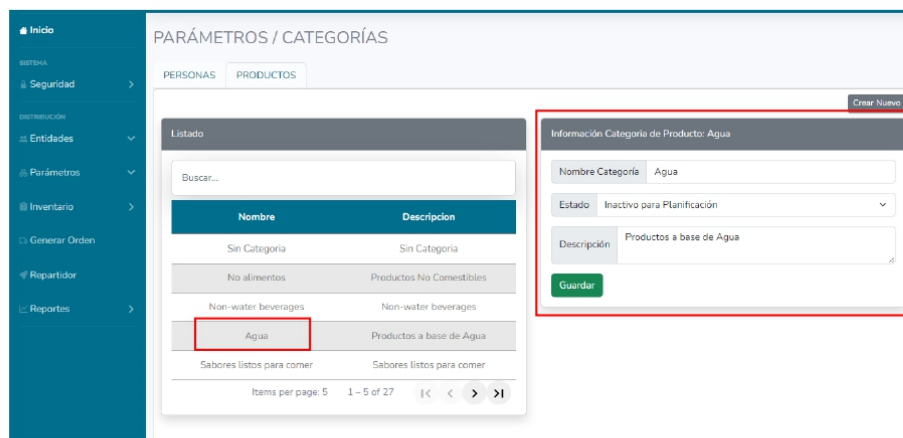 Inicio
SISTEMA
Seguridad
DISTRIBUCIÓN
Entidades
Parámetros
Inventario
Generar Orden
Repartidor
Reportes
PARÁMETROS / CATEGORÍAS
PERSONAS PRODUCTOS
Crear Nuevo
Listado
Buscar...
Nombre Descripcion
Sin Categoria Sin Categoria
No alimentos Productos No Comestibles
Non-water beverages Non-water beverages
Agua Productos a base de Agua
Sabores listos para comer Sabores listos para comer
Items per page: 5 1 – 5 of 27
Información Categoria de Producto: Agua
Nombre Categoría Agua
Estado Inactivo para Planificación
Descripción Productos a base de Agua
Guardar